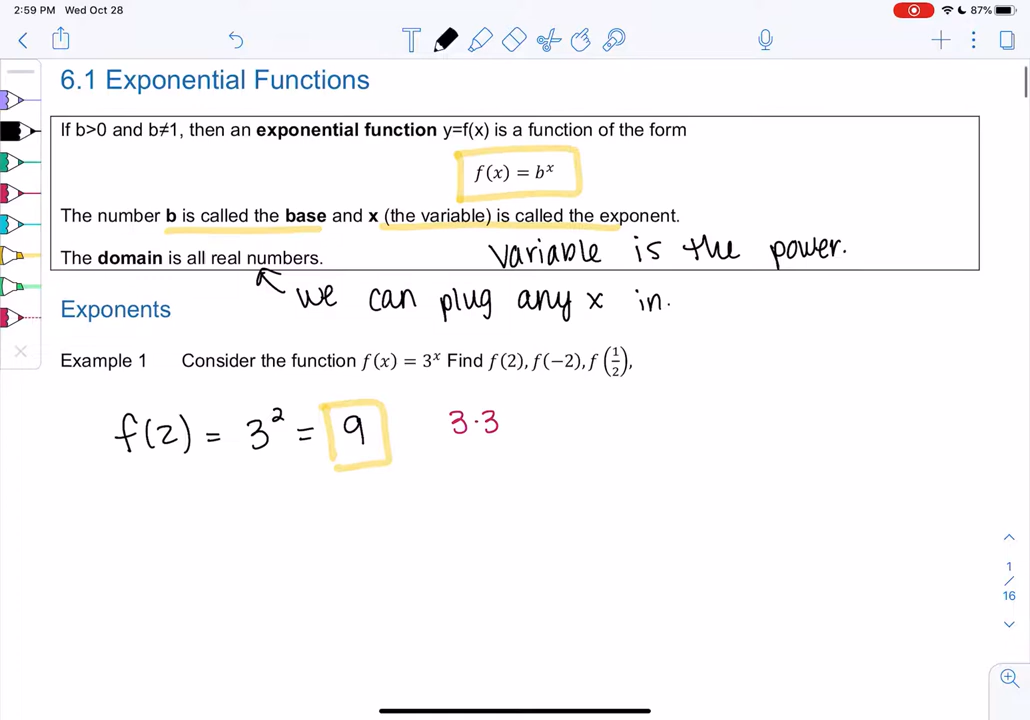 2:59 PM Wed Oct 28
87%
6.1 Exponential Functions
If b>0 and b≠1, then an exponential function y=f(x) is a function of the form
f(x) = bˣ
The number b is called the base and x (the variable) is called the exponent.
variable is the power.
The domain is all real numbers.
we can plug any x in.
Exponents
Example 1 Consider the function f(x) = 3ˣ Find f(2), f(−2), f(1/2),
f(2) = 3² = 9 3·3
1
/
16